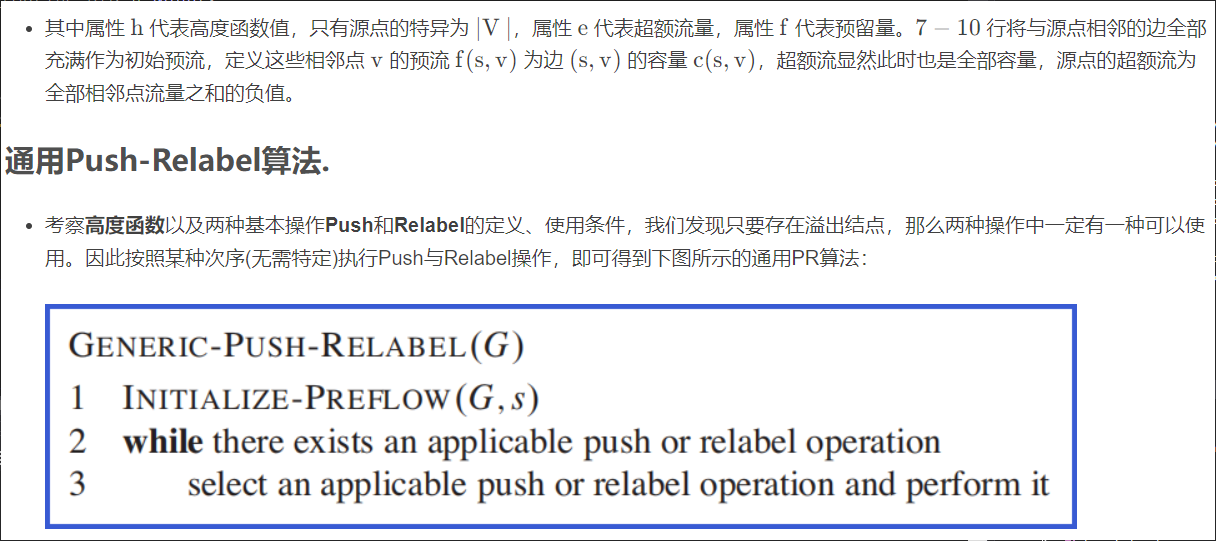 其中属性 h 代表高度函数值，只有源点的特异为 |V|，属性 e 代表超额流量，属性 f 代表预留量。7 − 10 行将与源点相邻的边全部
充满作为初始预流，定义这些相邻点 v 的预流 f(s, v) 为边 (s, v) 的容量 c(s, v)，超额流显然此时也是全部容量，源点的超额流为
全部相邻点流量之和的负值。
通用Push-Relabel算法.
考察高度函数以及两种基本操作Push和Relabel的定义、使用条件，我们发现只要存在溢出结点，那么两种操作中一定有一种可以使
用。因此按照某种次序(无需特定)执行Push与Relabel操作，即可得到下图所示的通用PR算法：
GENERIC-PUSH-RELABEL(G)
1 INITIALIZE-PREFLOW(G, s)
2 while there exists an applicable push or relabel operation
3 select an applicable push or relabel operation and perform it